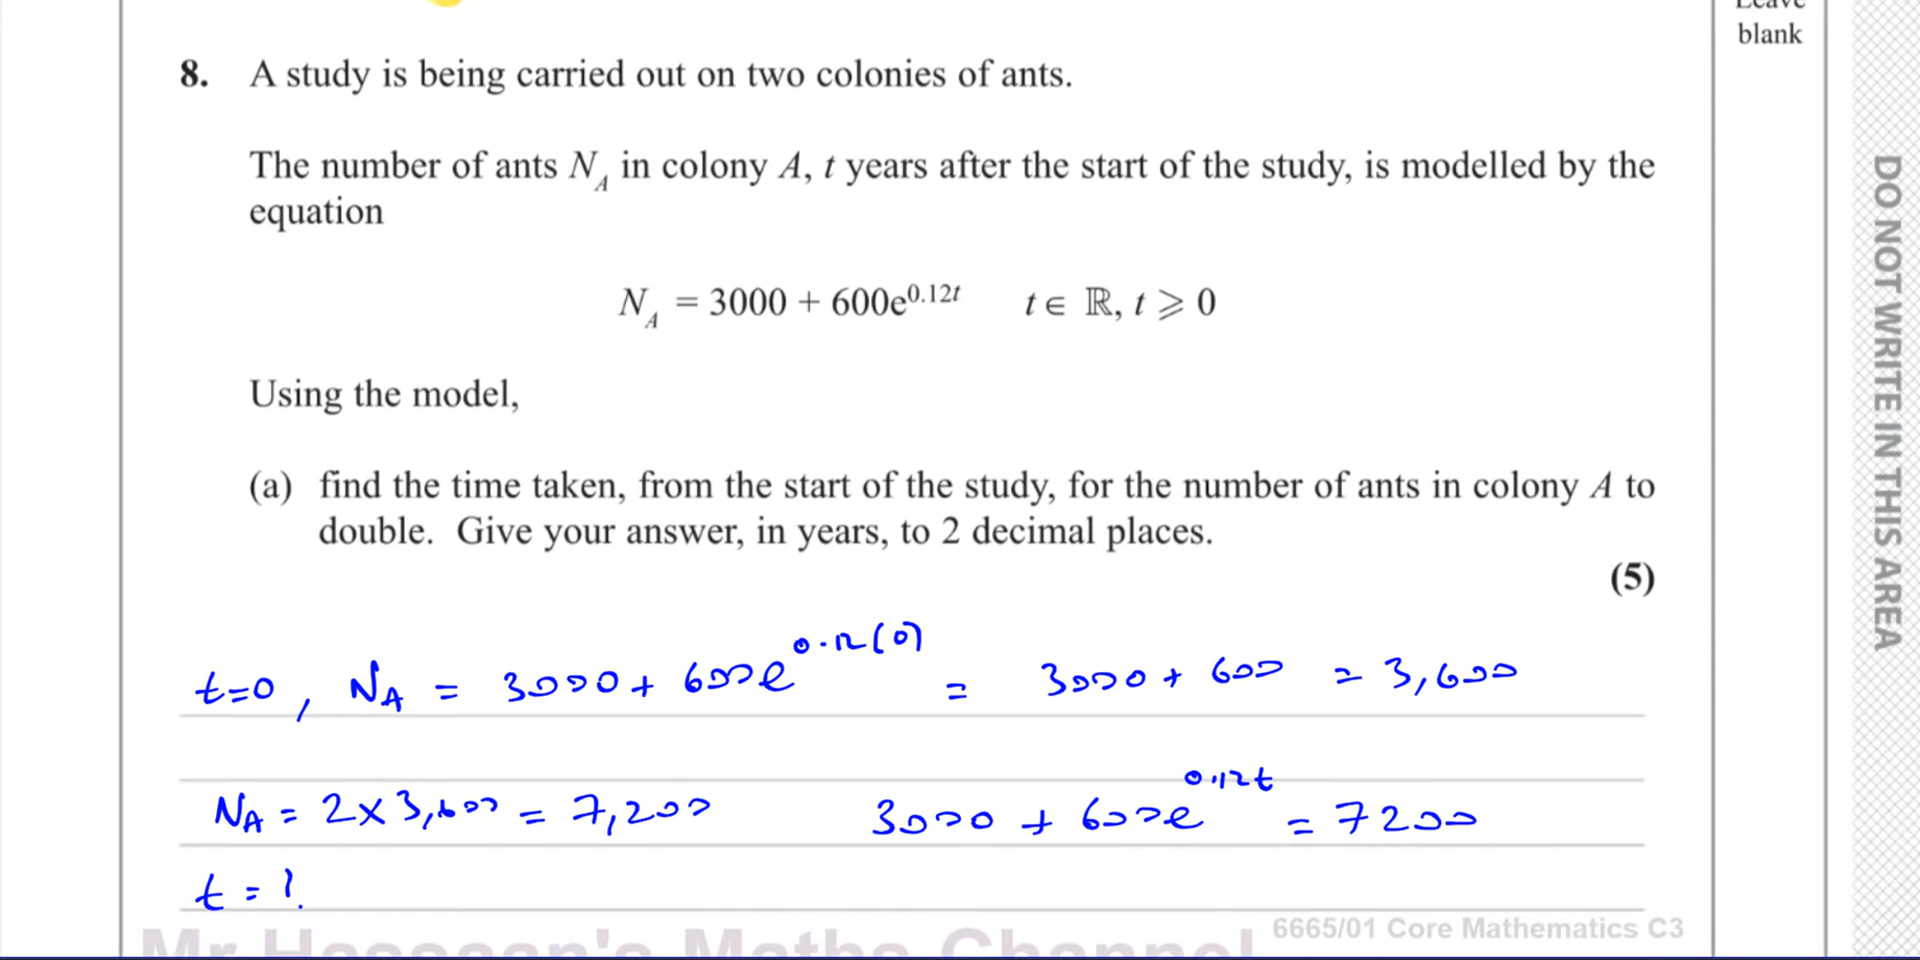 Leave
blank
8. A study is being carried out on two colonies of ants.
The number of ants N_A in colony A, t years after the start of the study, is modelled by the
equation
N_A = 3000 + 600e^{0.12t} t ∈ ℝ, t ⩾ 0
Using the model,
(a) find the time taken, from the start of the study, for the number of ants in colony A to
double. Give your answer, in years, to 2 decimal places.
(5)
t=0, N_A = 3000 + 600e^{0.12(0)} = 3000 + 600 = 3,600
N_A = 2×3,600 = 7,200 3000 + 600e^{0.12t} = 7200
t = ?
6665/01 Core Mathematics C3
Mr Hassaan's Maths Channel
DO NOT WRITE IN THIS AREA